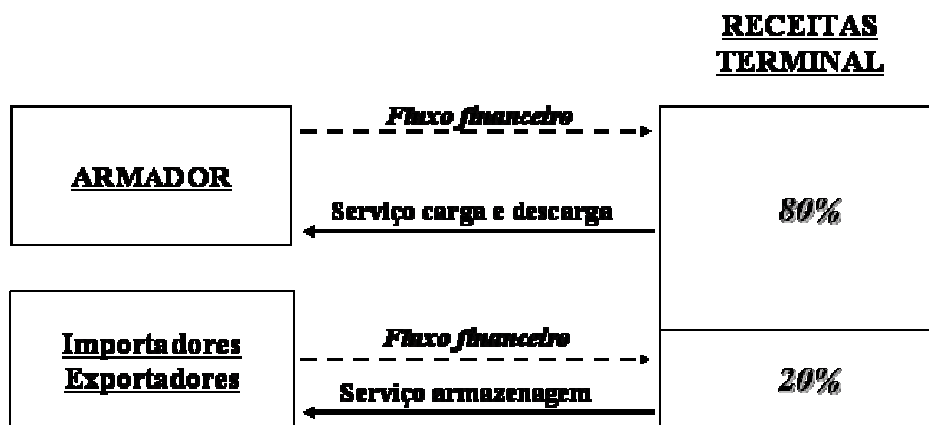 RECEITAS
TERMINAL
Fluxo financeiro
ARMADOR
Serviço carga e descarga
80%
Importadores
Exportadores
Fluxo financeiro
Serviço armazenagem
20%